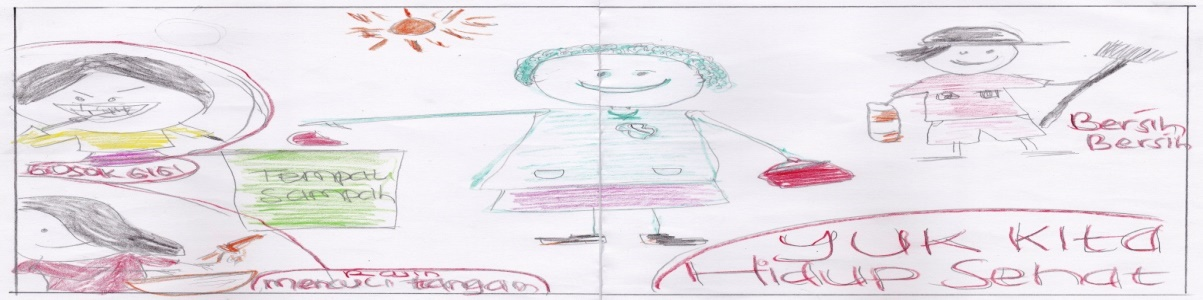 GOSOK GIGI
Tempat
Sampah
Rajin
mencuci tangan
Bersih
Bersih
YUK KITA
Hidup Sehat